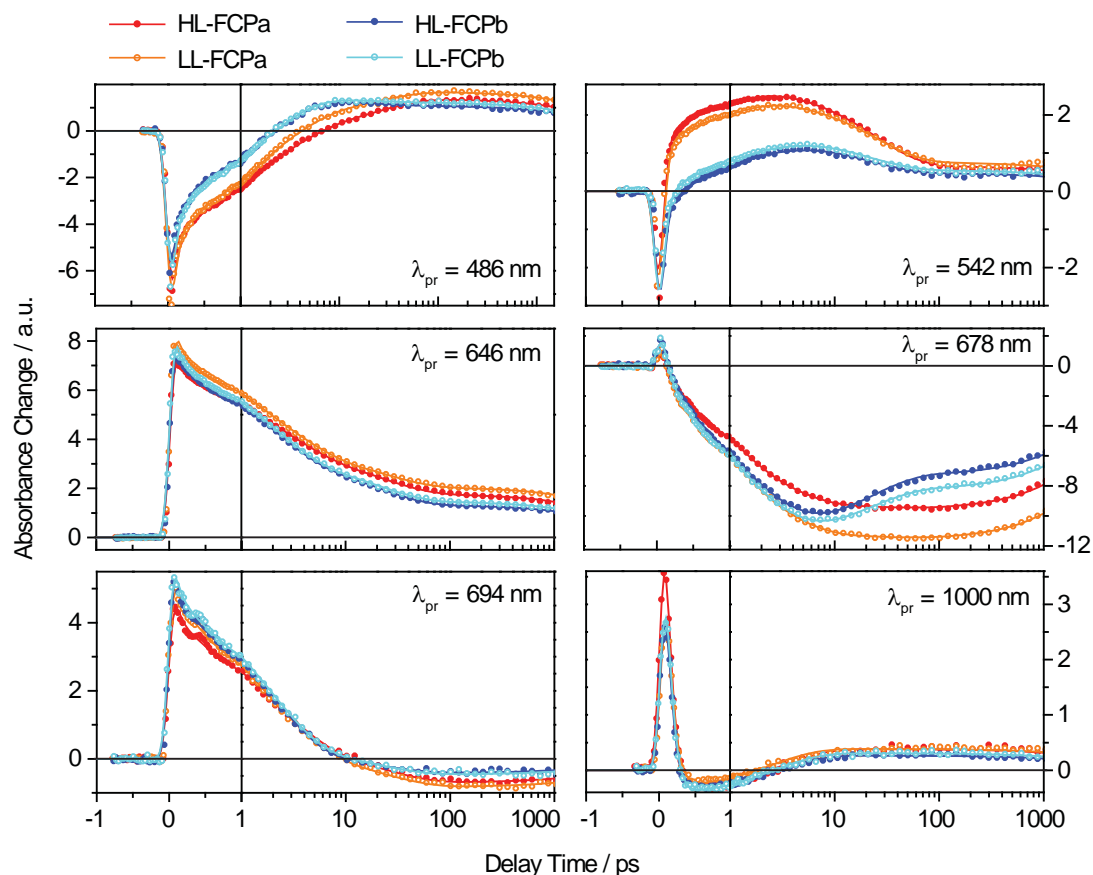 HL-FCPa HL-FCPb
LL-FCPa LL-FCPb
Absorbance Change / a.u.
0
-2
-4
-6
λpr = 486 nm
2
0
-2
λpr = 542 nm
8
6
4
2
0
λpr = 646 nm
0
-4
-8
-12
λpr = 678 nm
4
2
0
λpr = 694 nm
3
2
1
0
λpr = 1000 nm
-1 0 1 10 100 1000
-1 0 1 10 100 1000
Delay Time / ps